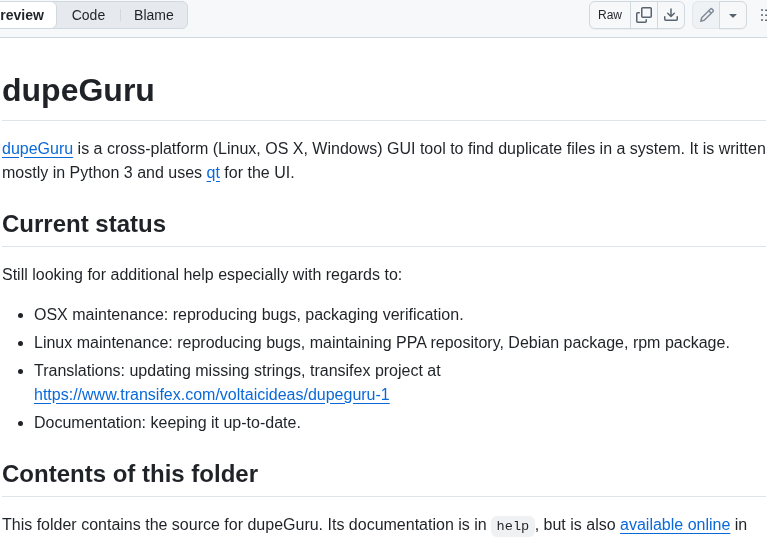 review Code Blame Raw
dupeGuru
dupeGuru is a cross-platform (Linux, OS X, Windows) GUI tool to find duplicate files in a system. It is written
mostly in Python 3 and uses qt for the UI.
Current status
Still looking for additional help especially with regards to:
• OSX maintenance: reproducing bugs, packaging verification.
• Linux maintenance: reproducing bugs, maintaining PPA repository, Debian package, rpm package.
• Translations: updating missing strings, transifex project at
https://www.transifex.com/voltaicideas/dupeguru-1
• Documentation: keeping it up-to-date.
Contents of this folder
This folder contains the source for dupeGuru. Its documentation is in help, but is also available online in